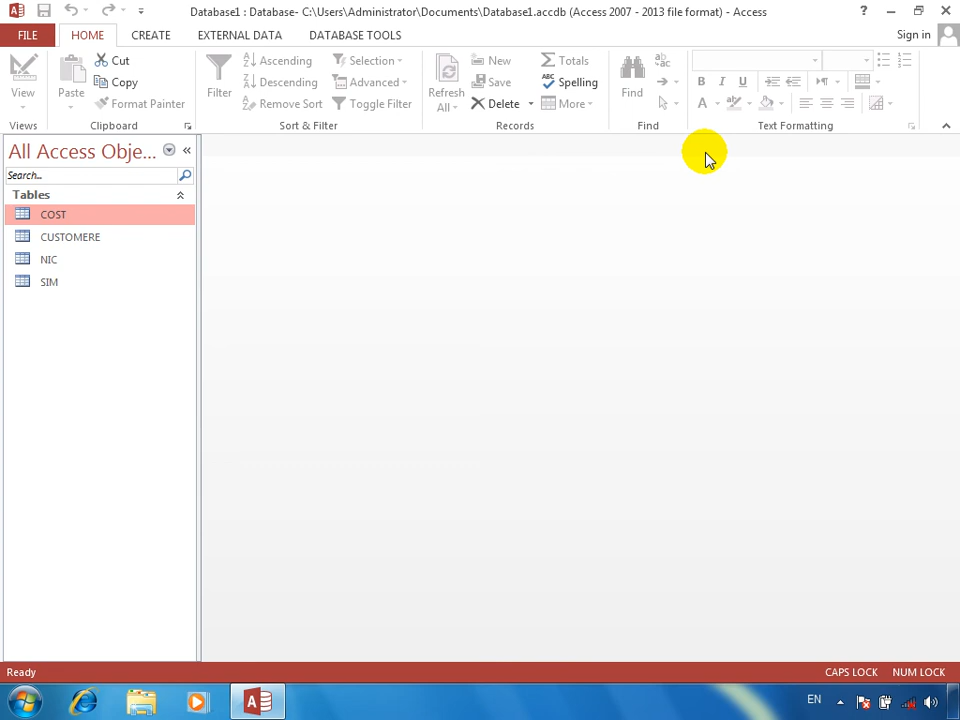 Database1 : Database- C:\Users\Administrator\Documents\Database1.accdb (Access 2007 - 2013 file format) - Access
?
FILE HOME CREATE EXTERNAL DATA DATABASE TOOLS Sign in
View Paste Cut Copy Format Painter
Filter Ascending Descending Remove Sort Selection Advanced Toggle Filter
Refresh All New Save Delete Totals Spelling More
Find
Views Clipboard Sort & Filter Records Find Text Formatting
All Access Obje...
Search...
Tables
COST
CUSTOMERE
NIC
SIM
Ready CAPS LOCK NUM LOCK
EN